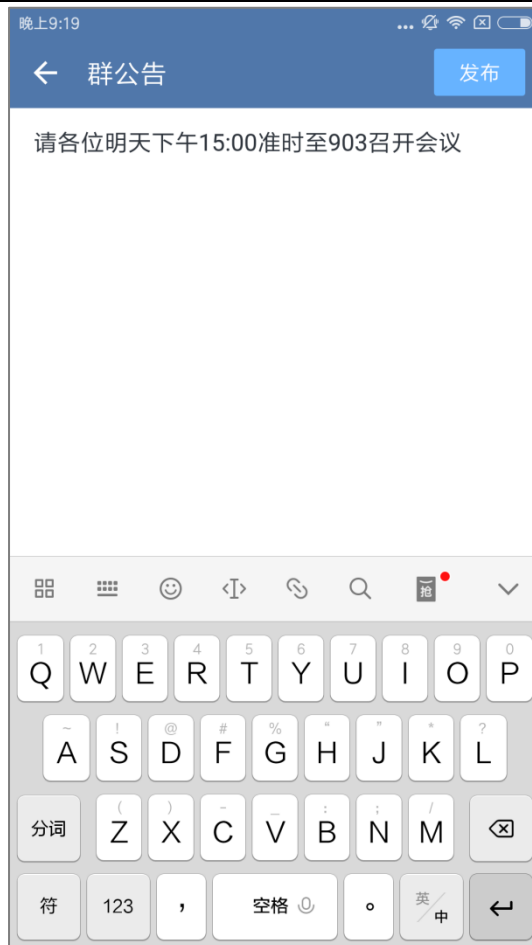 晚上9:19
群公告
发布
请各位明天下午15:00准时至903召开会议
抢
1 2 3 4 5 6 7 8 9 0
Q W E R T Y U I O P
~ ! @ # % “ ” * ?
A S D F G H J K L
( ) - _ : ; /
分词 Z X C V B N M
符 123 , 空格 。 英/中